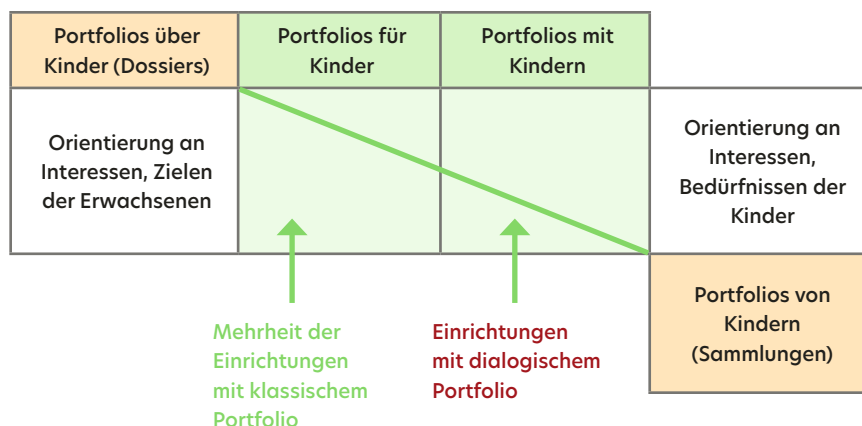 Portfolios über
Kinder (Dossiers)
Portfolios für
Kinder
Portfolios mit
Kindern
Orientierung an
Interessen, Zielen
der Erwachsenen
Orientierung an
Interessen,
Bedürfnissen der
Kinder
Mehrheit der
Einrichtungen
mit klassischem
Portfolio
Einrichtungen
mit dialogischem
Portfolio
Portfolios von
Kindern
(Sammlungen)